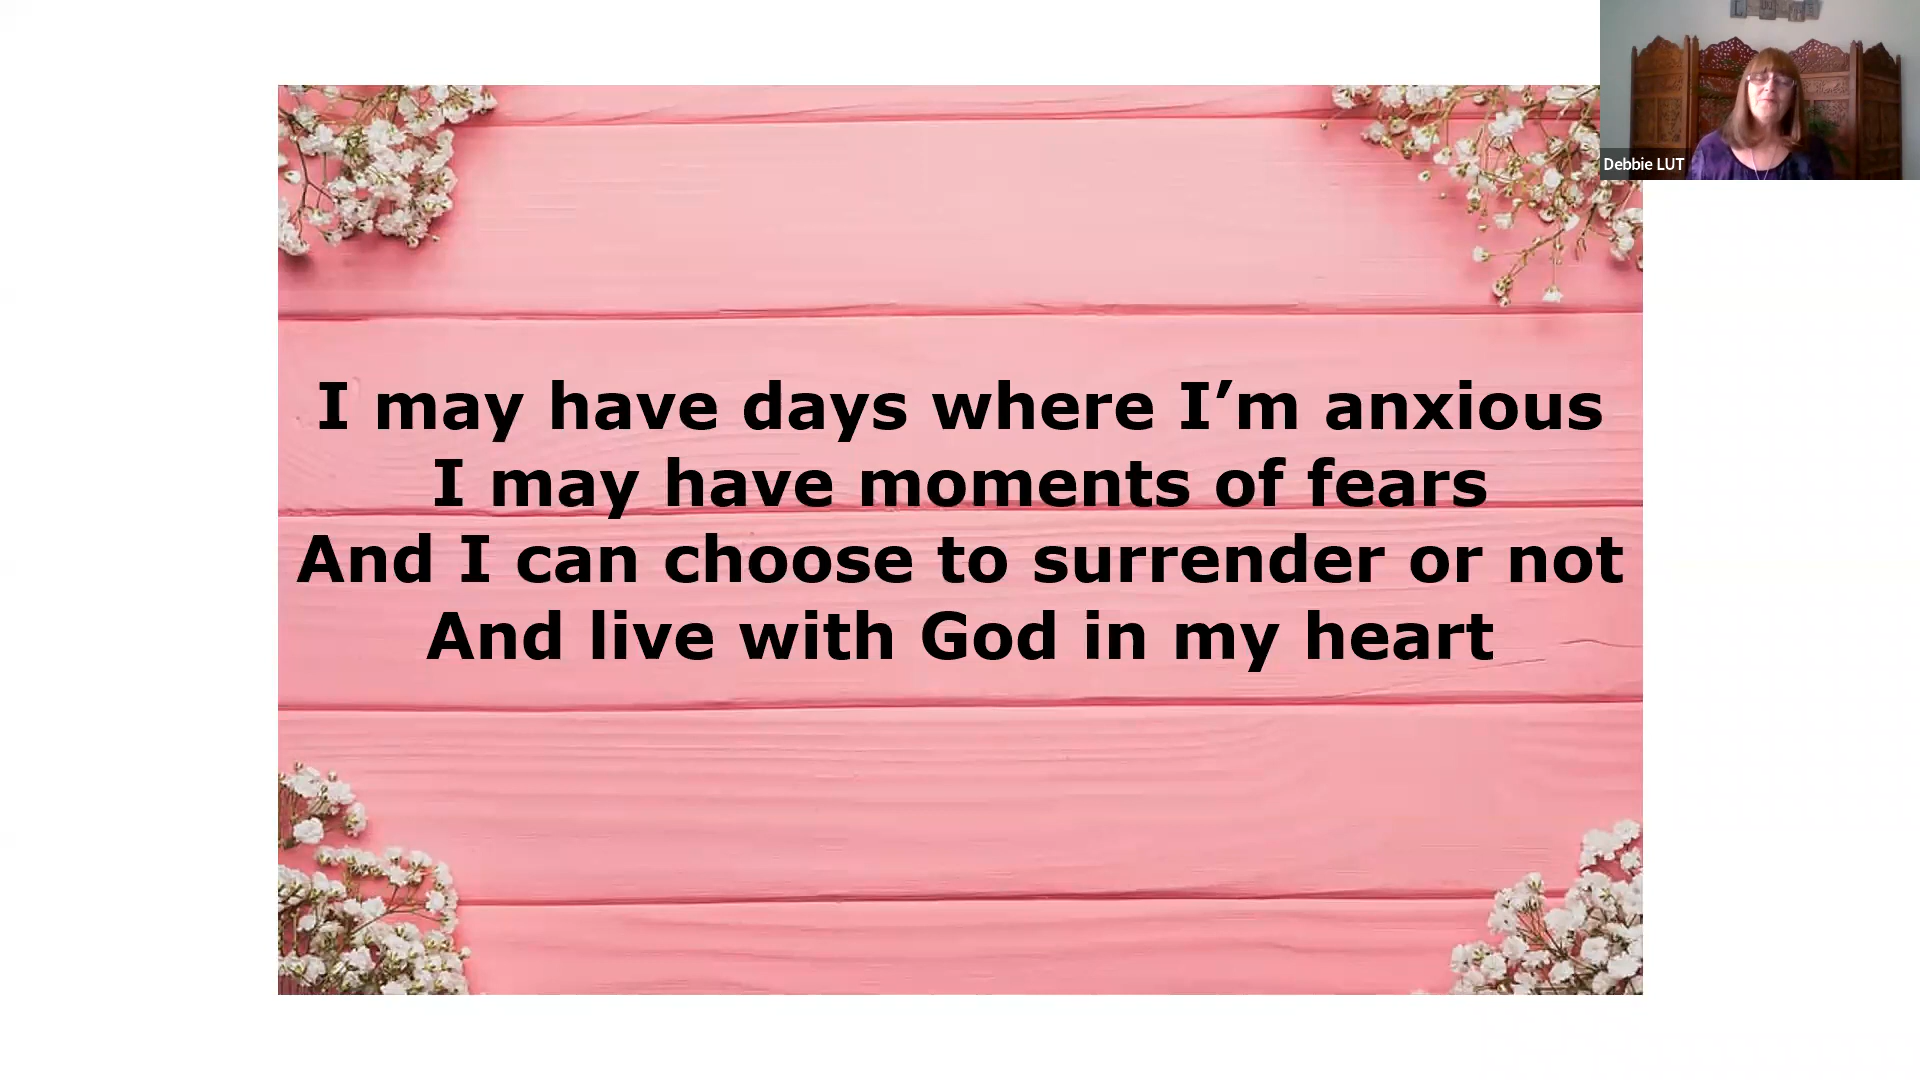 I may have days where I’m anxious
I may have moments of fears
And I can choose to surrender or not
And live with God in my heart
Debbie LUT